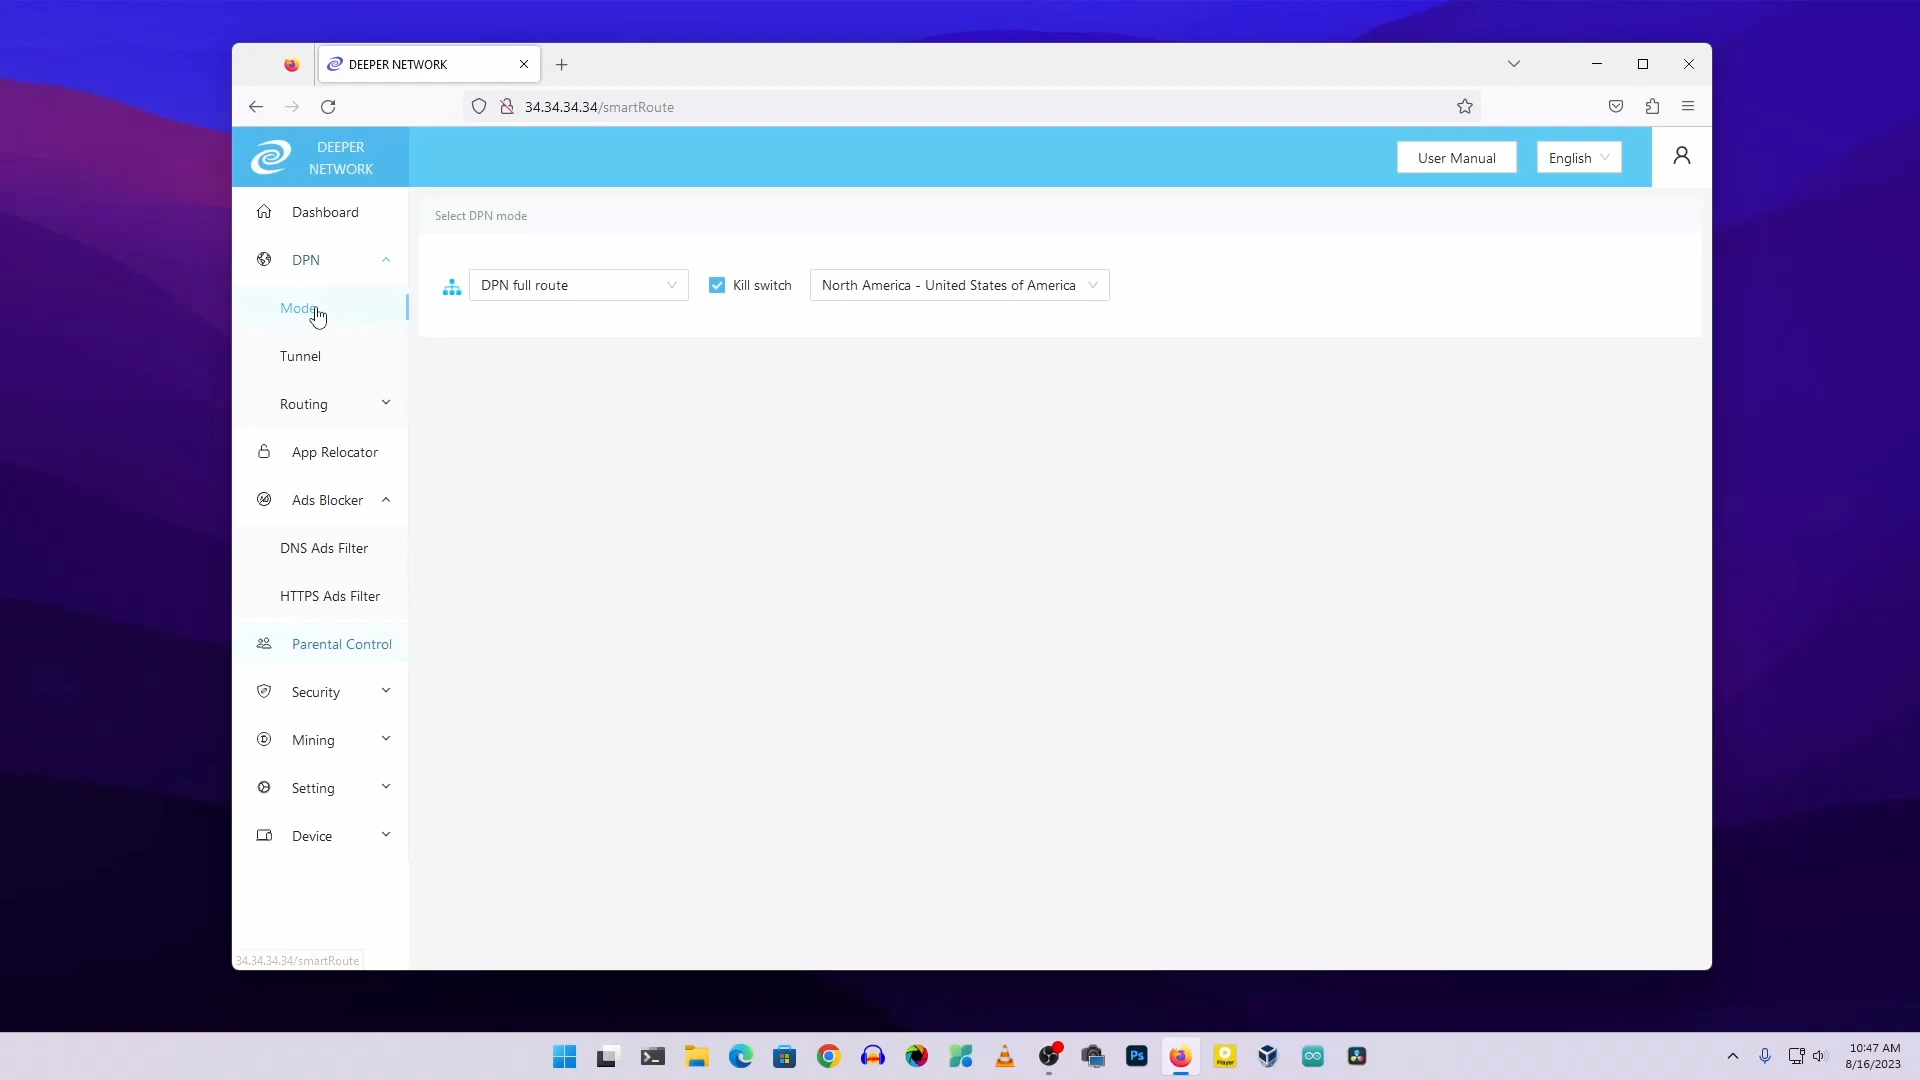 DEEPER NETWORK
34.34.34.34/smartRoute
DEEPER
NETWORK
User Manual
English
Dashboard
Select DPN mode
DPN
DPN full route
Kill switch
North America - United States of America
Mode
Tunnel
Routing
App Relocator
Ads Blocker
DNS Ads Filter
HTTPS Ads Filter
Parental Control
Security
Mining
Setting
Device
34.34.34.34/smartRoute
Ps
Player
10:47 AM
8/16/2023